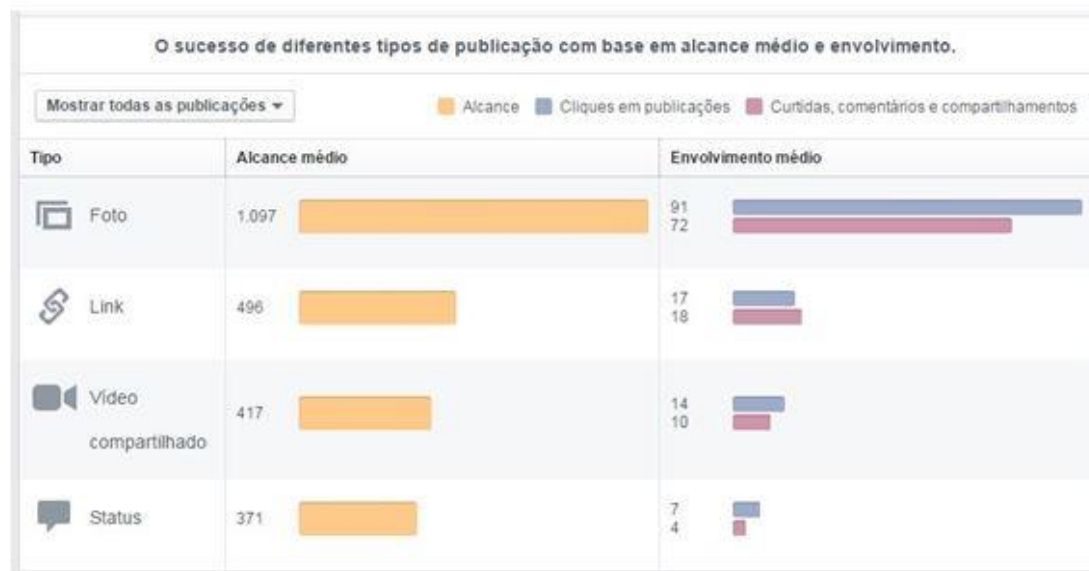 O sucesso de diferentes tipos de publicação com base em alcance médio e envolvimento.
Mostrar todas as publicações
Alcance Cliques em publicações Curtidas, comentários e compartilhamentos
Tipo Alcance médio Envolvimento médio
Foto 1.097 91
72
Link 496 17
18
Vídeo
compartilhado 417 14
10
Status 371 7
4